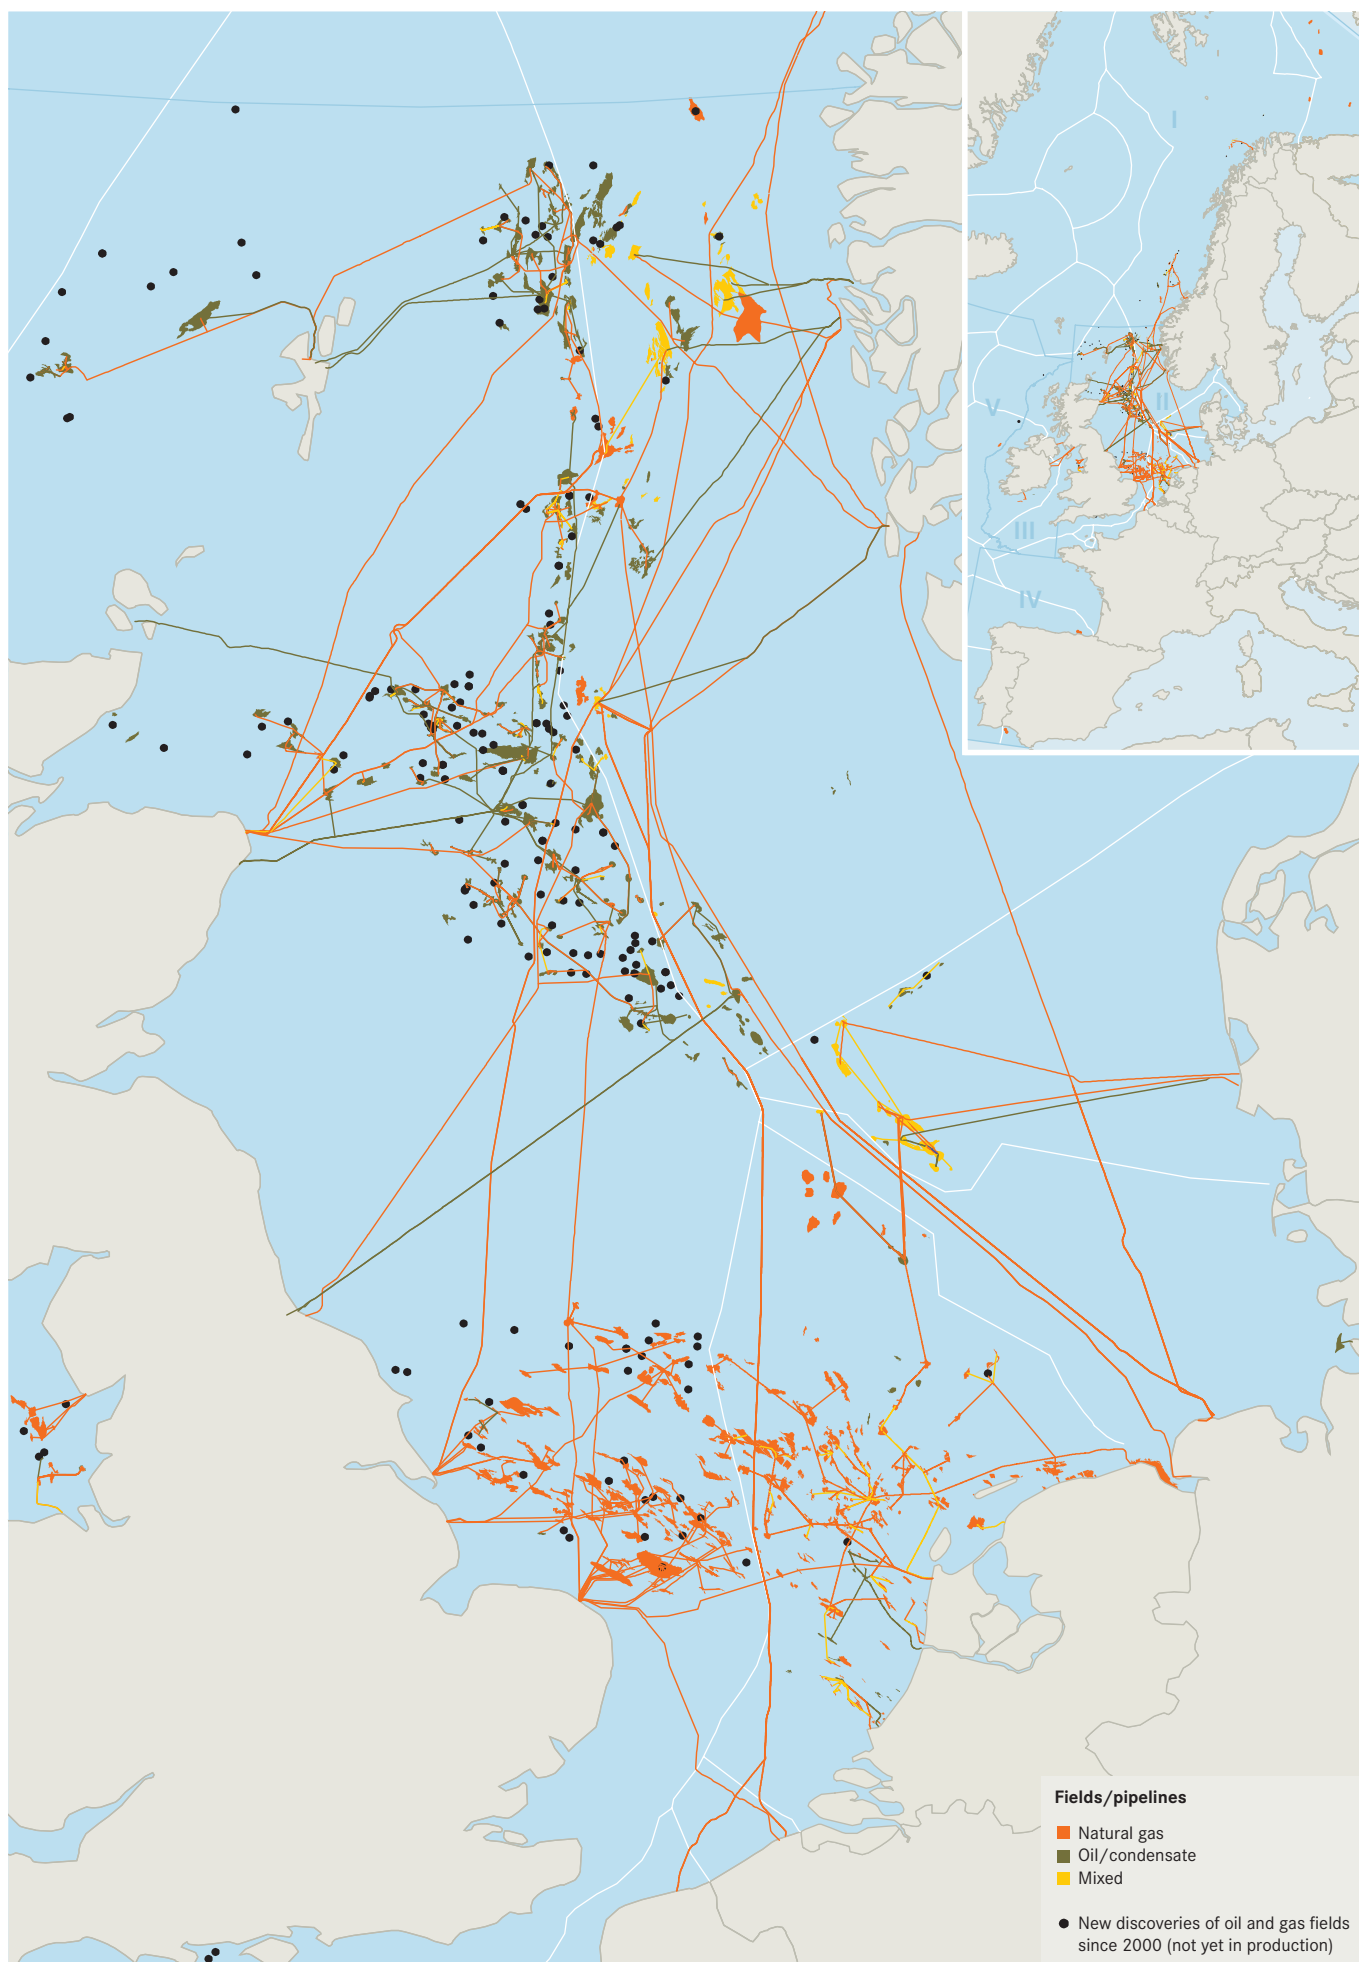 I
II
V
III
IV
Fields/pipelines
Natural gas
Oil/condensate
Mixed
New discoveries of oil and gas fields
since 2000 (not yet in production)